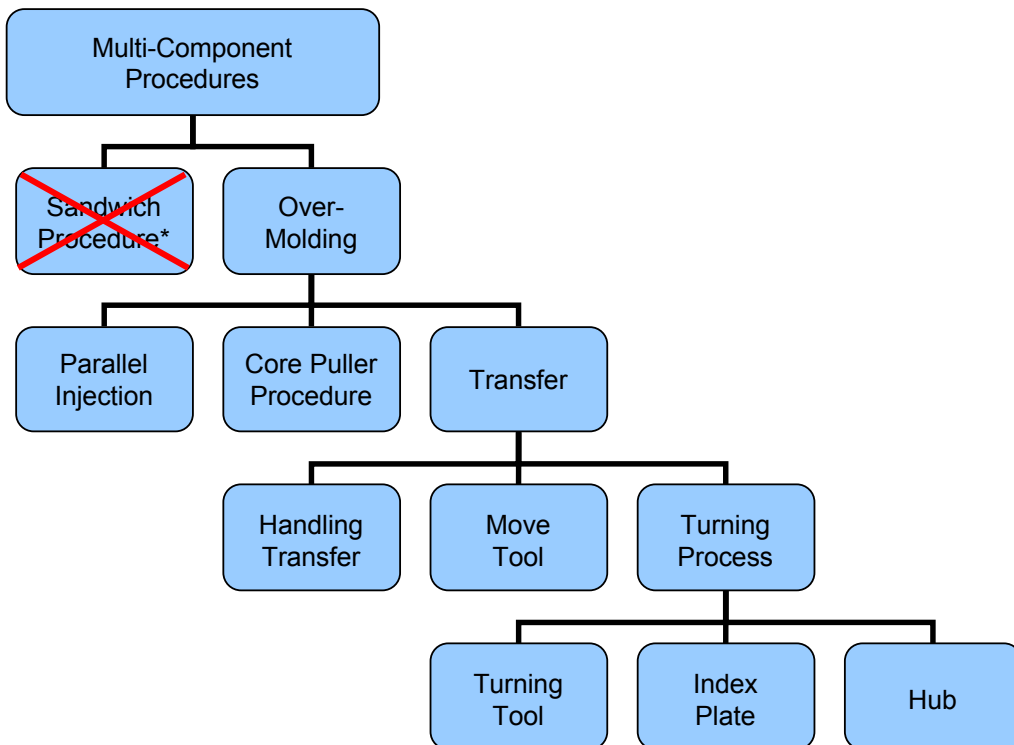 Multi-Component
Procedures
Sandwich
Procedure*
Over-
Molding
Parallel
Injection
Core Puller
Procedure
Transfer
Handling
Transfer
Move
Tool
Turning
Process
Turning
Tool
Index
Plate
Hub